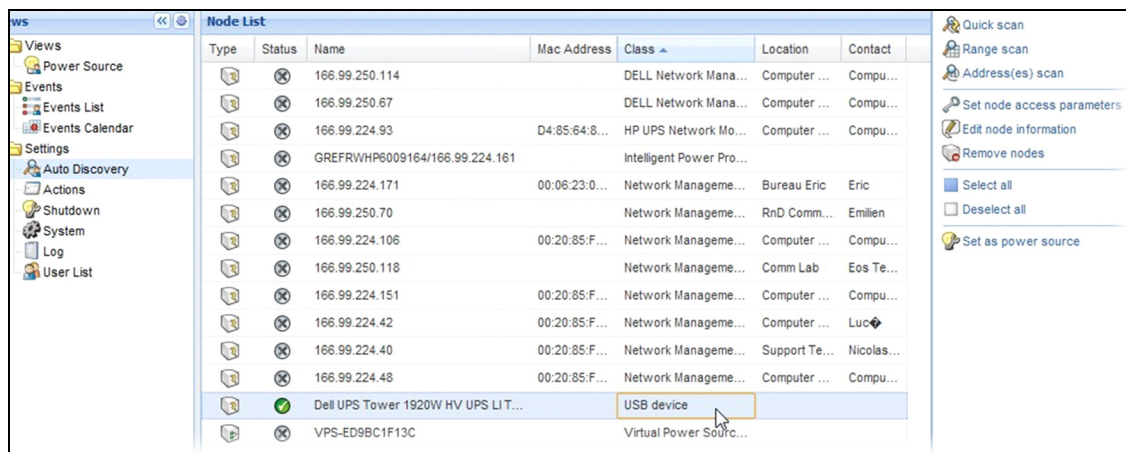 ws
Views
Power Source
Events
Events List
Events Calendar
Settings
Auto Discovery
Actions
Shutdown
System
Log
User List
Node List
Type Status Name Mac Address Class Location Contact
166.99.250.114 DELL Network Mana... Computer ... Compu...
166.99.250.67 DELL Network Mana... Computer ... Compu...
166.99.224.93 D4:85:64:8... HP UPS Network Mo... Computer ... Compu...
GREFRWHP6009164/166.99.224.161 Intelligent Power Pro...
166.99.224.171 00:06:23:0... Network Manageme... Bureau Eric Eric
166.99.250.70 Network Manageme... RnD Comm... Emilien
166.99.224.106 00:20:85:F... Network Manageme... Computer ... Compu...
166.99.250.118 Network Manageme... Comm Lab Eos Te...
166.99.224.151 00:20:85:F... Network Manageme... Computer ... Compu...
166.99.224.42 00:20:85:F... Network Manageme... Computer ... Luc�
166.99.224.40 00:20:85:F... Network Manageme... Support Te... Nicolas...
166.99.224.48 00:20:85:F... Network Manageme... Computer ... Compu...
Dell UPS Tower 1920W HV UPS LI T... USB device
VPS-ED9BC1F13C Virtual Power Sourc...
Quick scan
Range scan
Address(es) scan
Set node access parameters
Edit node information
Remove nodes
Select all
Deselect all
Set as power source